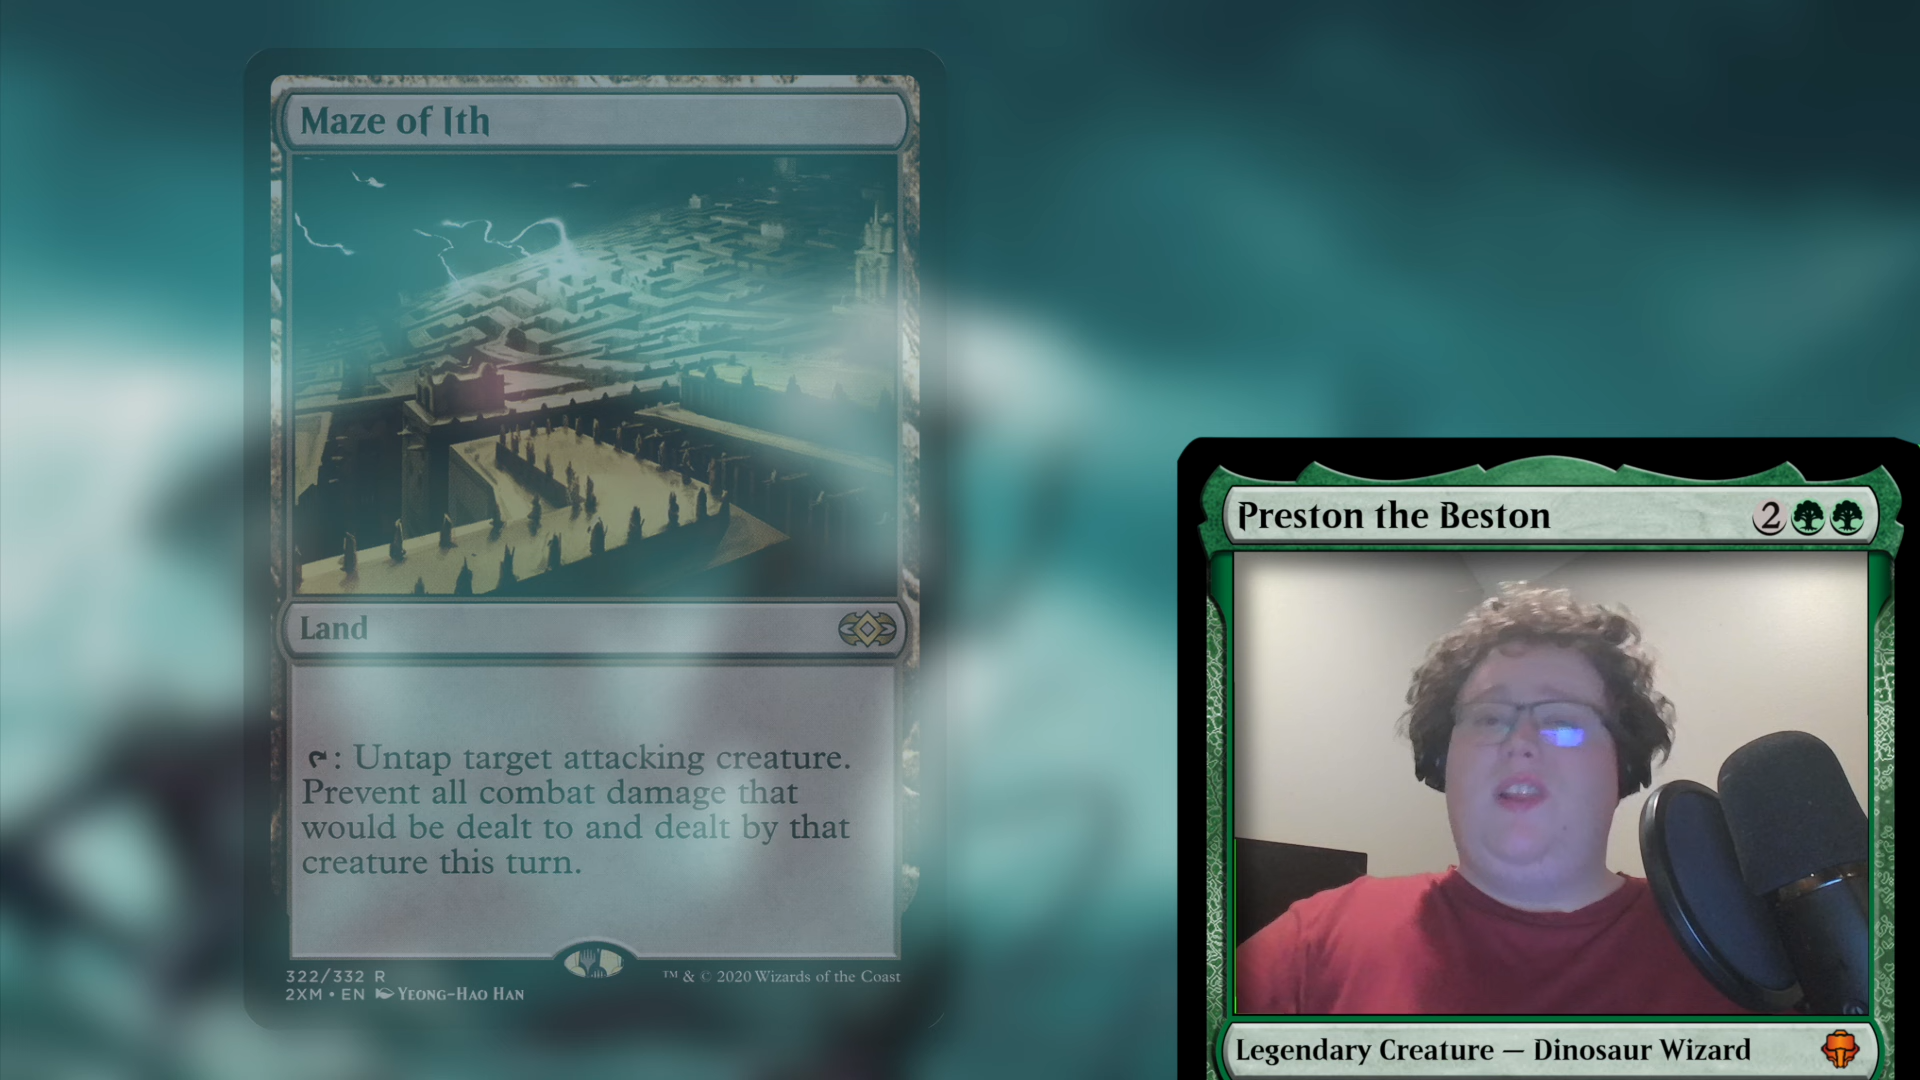 Maze of Ith
Land
: Untap target attacking creature.
Prevent all combat damage that
would be dealt to and dealt by that
creature this turn.
322/332 R
2XM • EN Yeong-Hao Han
™ & © 2020 Wizards of the Coast
Preston the Beston 2
Legendary Creature — Dinosaur Wizard